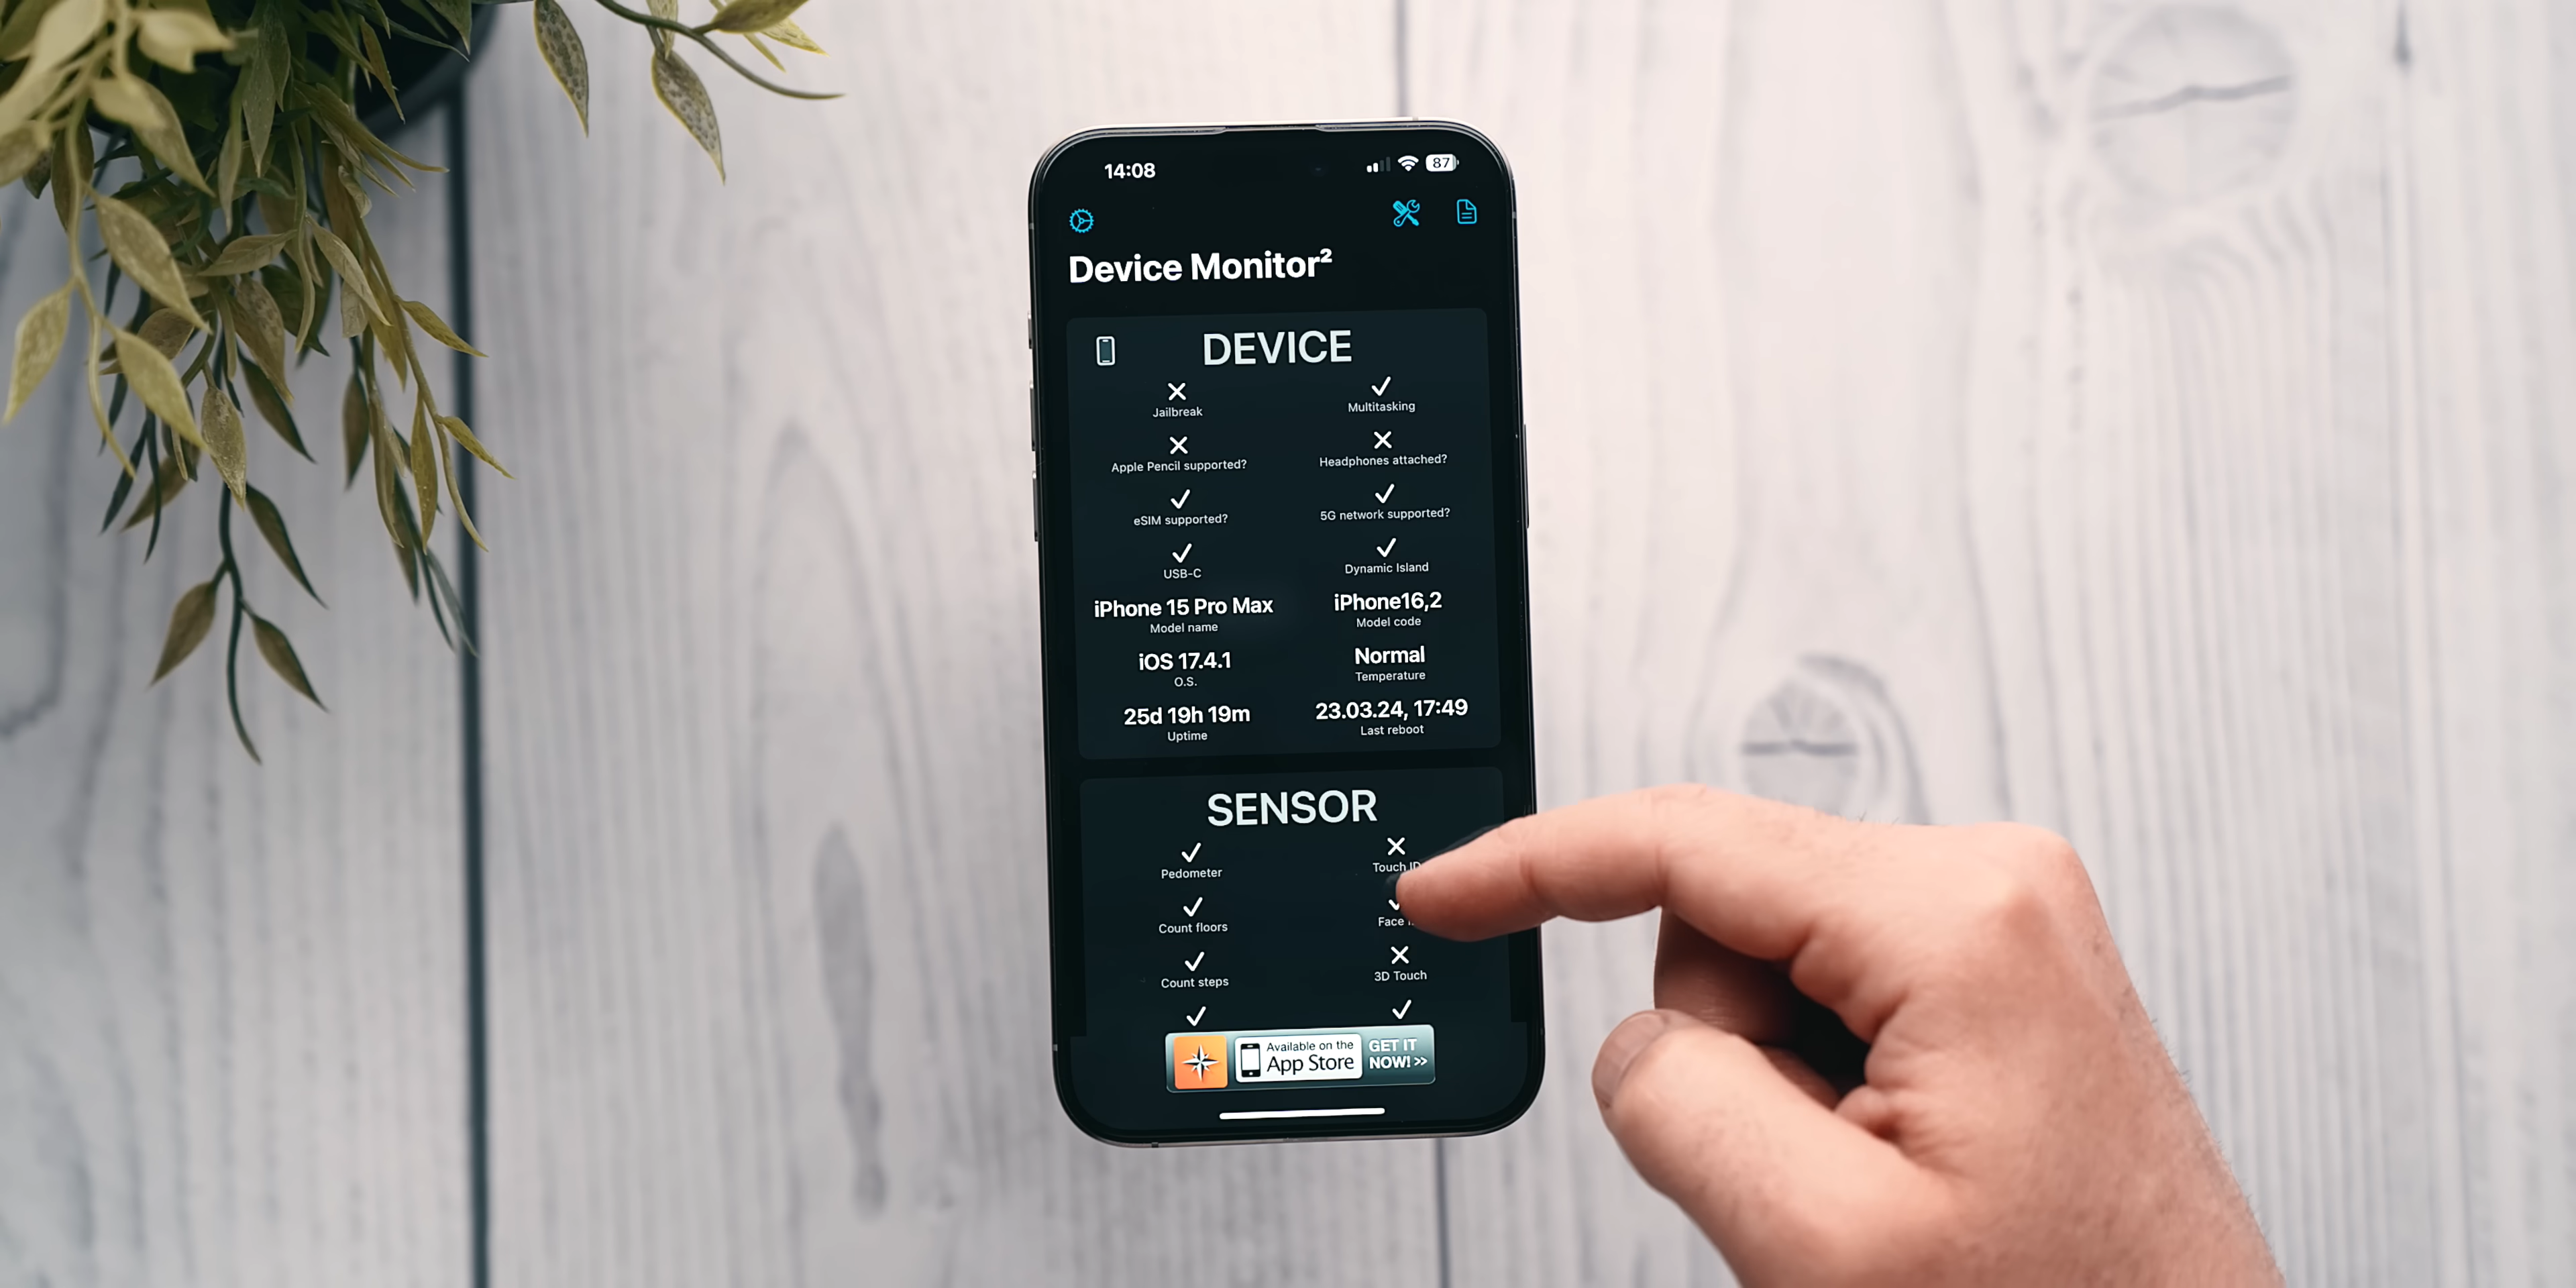 14:08
87
Device Monitor²
DEVICE
Jailbreak
Multitasking
Apple Pencil supported?
Headphones attached?
eSIM supported?
5G network supported?
USB-C
Dynamic Island
iPhone 15 Pro Max
Model name
iPhone16,2
Model code
iOS 17.4.1
O.S.
Normal
Temperature
25d 19h 19m
Uptime
23.03.24, 17:49
Last reboot
SENSOR
Pedometer
Touch ID
Count floors
Face
Count steps
3D Touch
Available on the
App Store
GET IT
NOW! >>